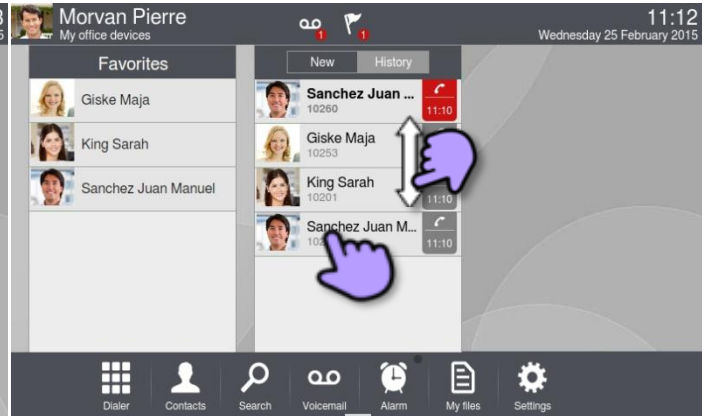 Morvan Pierre
My office devices
1
1
11:12
Wednesday 25 February 2015
Favorites
Giske Maja
King Sarah
Sanchez Juan Manuel
New
History
Sanchez Juan ...
10260
11:10
Giske Maja
10253
King Sarah
10201
11:10
Sanchez Juan M...
11:10
Dialer
Contacts
Search
Voicemail
Alarm
My files
Settings